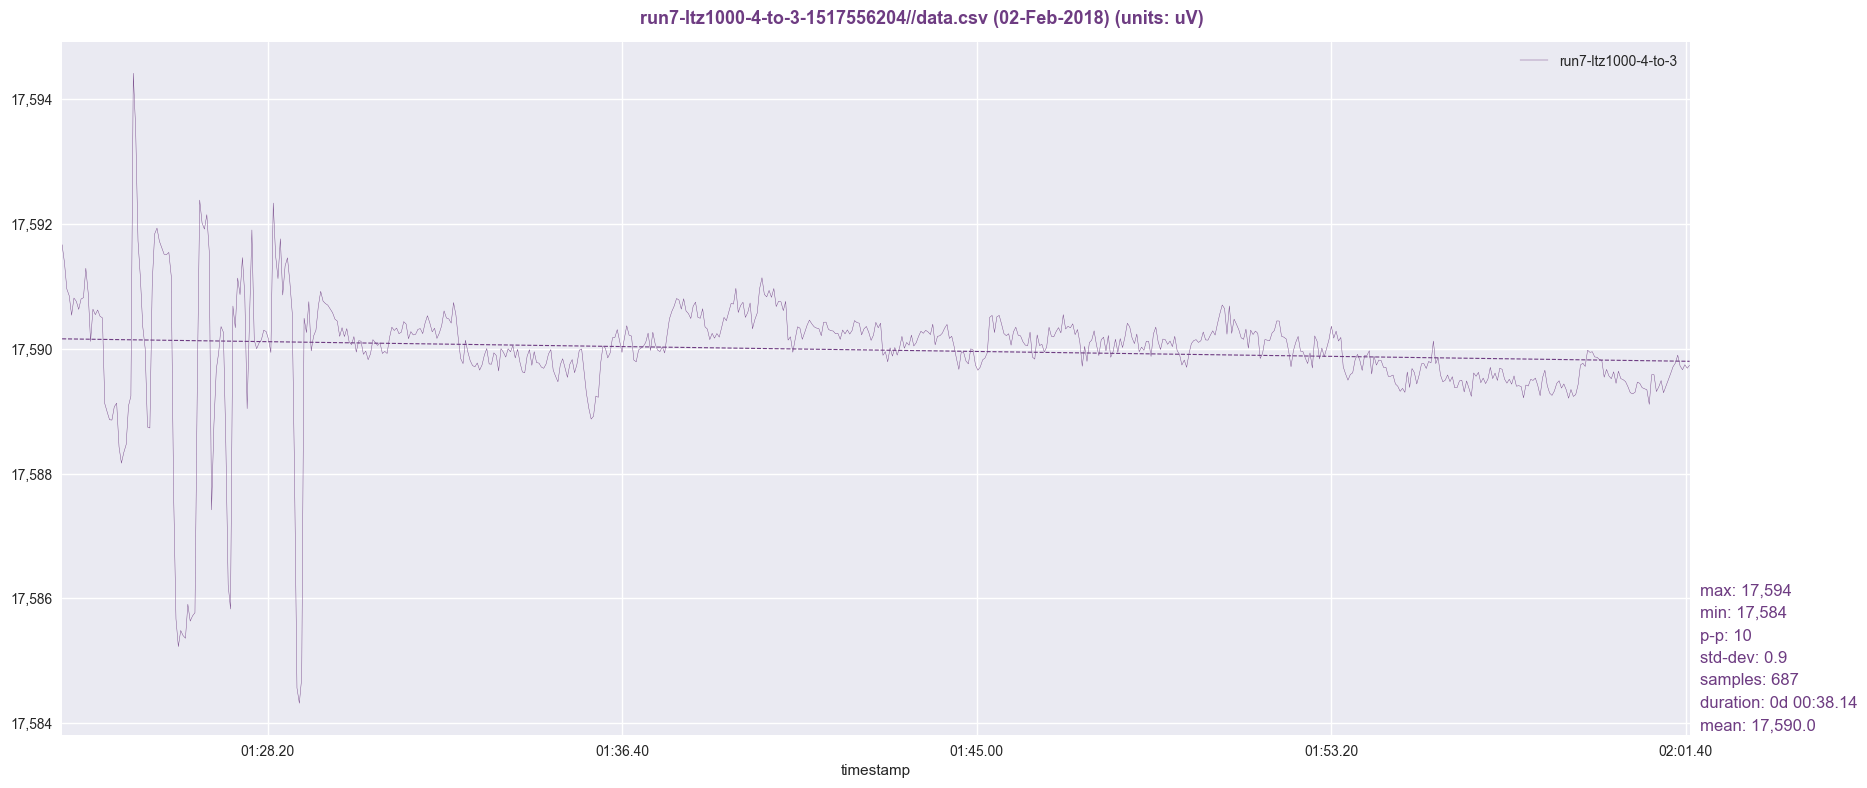 run7-ltz1000-4-to-3-1517556204//data.csv (02-Feb-2018) (units: uV)
run7-ltz1000-4-to-3
17,594
17,592
17,590
17,588
17,586
17,584
max: 17,594
min: 17,584
p-p: 10
std-dev: 0.9
samples: 687
duration: 0d 00:38.14
mean: 17,590.0
01:28.20 01:36.40 01:45.00 01:53.20 02:01.40
timestamp